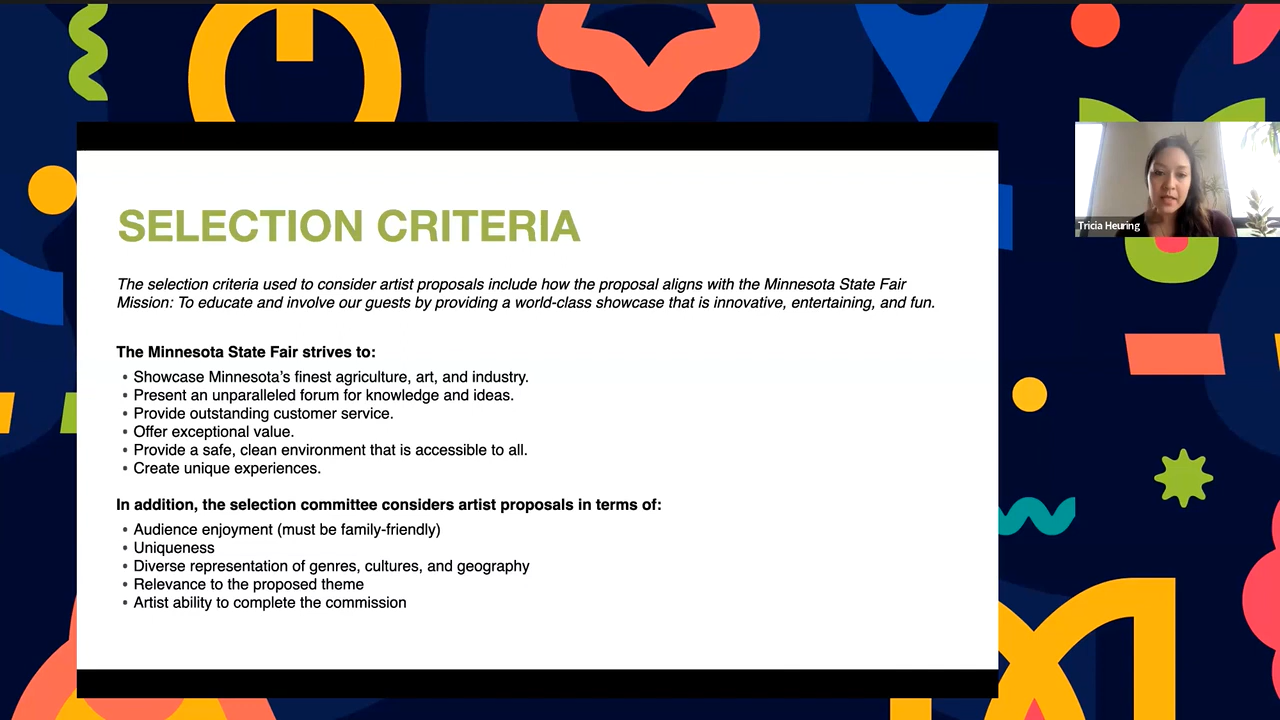 SELECTION CRITERIA
The selection criteria used to consider artist proposals include how the proposal aligns with the Minnesota State Fair
Mission: To educate and involve our guests by providing a world-class showcase that is innovative, entertaining, and fun.
The Minnesota State Fair strives to:
• Showcase Minnesota’s finest agriculture, art, and industry.
• Present an unparalleled forum for knowledge and ideas.
• Provide outstanding customer service.
• Offer exceptional value.
• Provide a safe, clean environment that is accessible to all.
• Create unique experiences.
In addition, the selection committee considers artist proposals in terms of:
• Audience enjoyment (must be family-friendly)
• Uniqueness
• Diverse representation of genres, cultures, and geography
• Relevance to the proposed theme
• Artist ability to complete the commission
Tricia Heuring